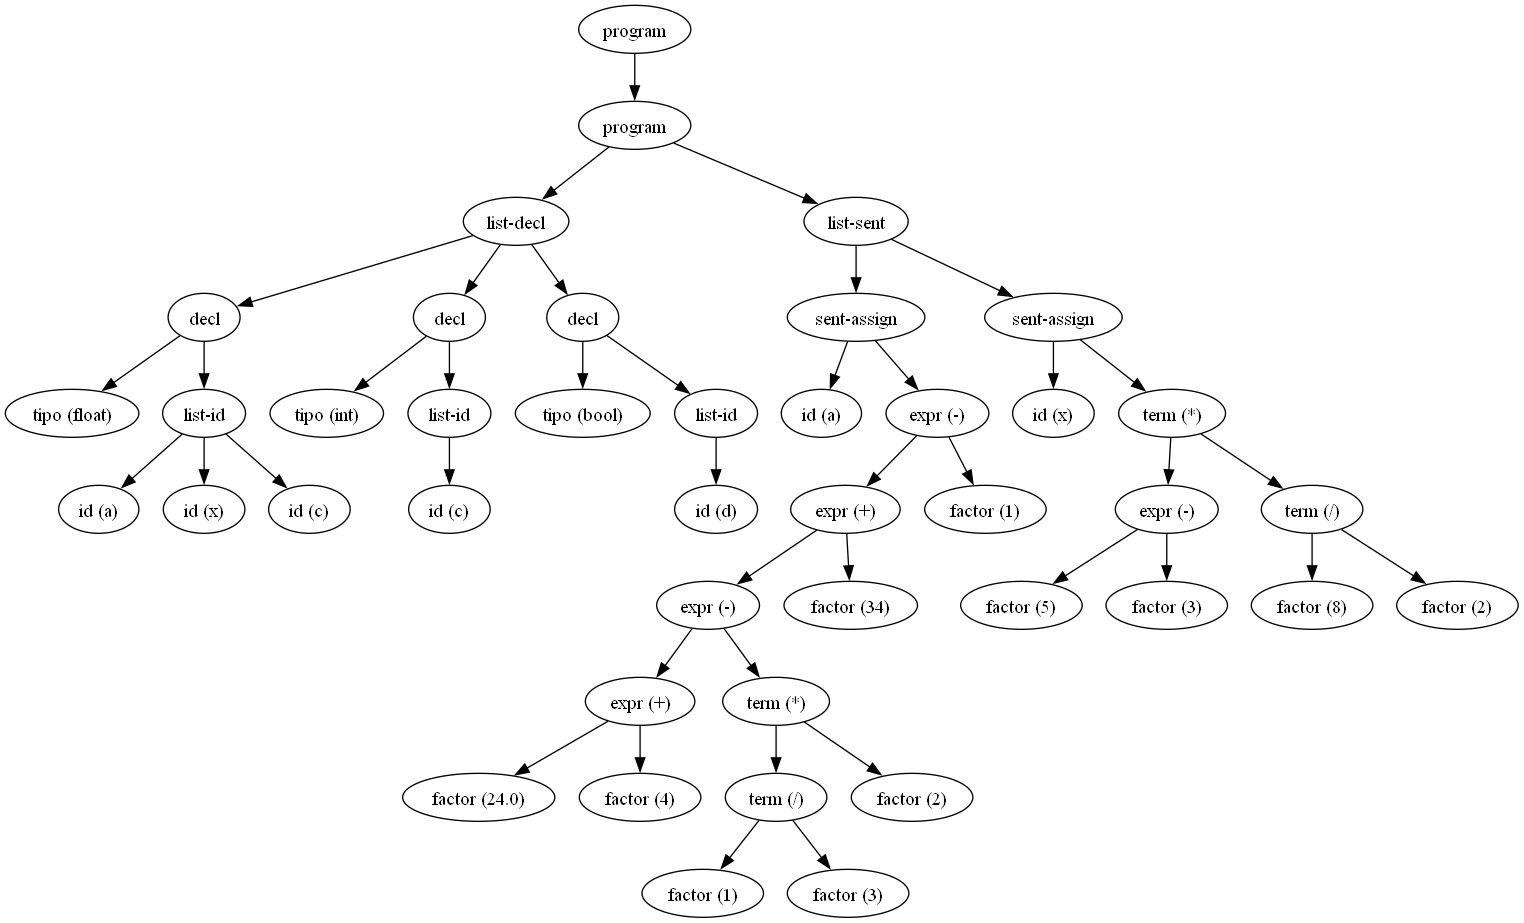 program
program
list-decl
list-sent
decl
decl
decl
sent-assign
sent-assign
tipo (float)
list-id
tipo (int)
list-id
tipo (bool)
list-id
id (a)
expr (-)
id (x)
term (*)
id (a)
id (x)
id (c)
id (c)
id (d)
expr (+)
factor (1)
expr (-)
term (/)
expr (-)
factor (34)
factor (5)
factor (3)
factor (8)
factor (2)
expr (+)
term (*)
factor (24.0)
factor (4)
term (/)
factor (2)
factor (1)
factor (3)